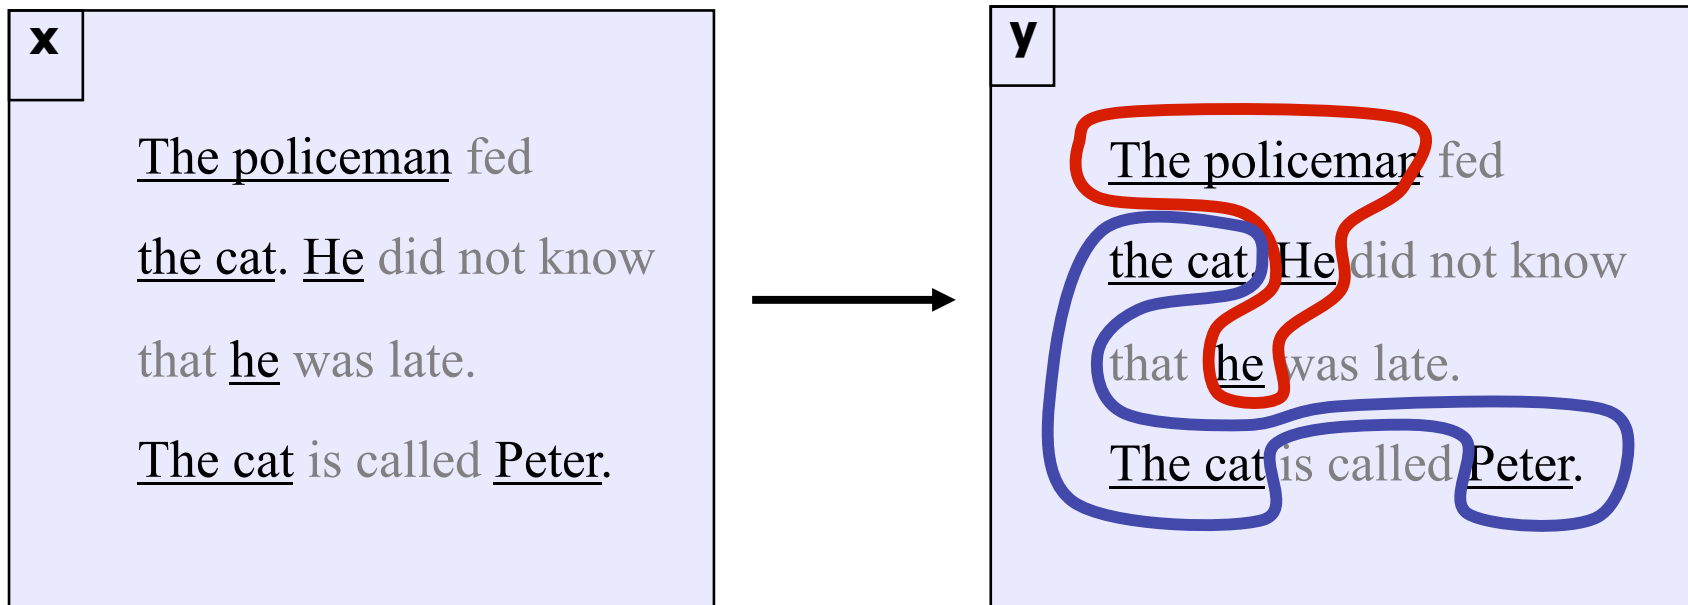 x
The policeman fed
the cat. He did not know
that he was late.
The cat is called Peter.
y
The policeman fed
the cat. He did not know
that he was late.
The cat is called Peter.